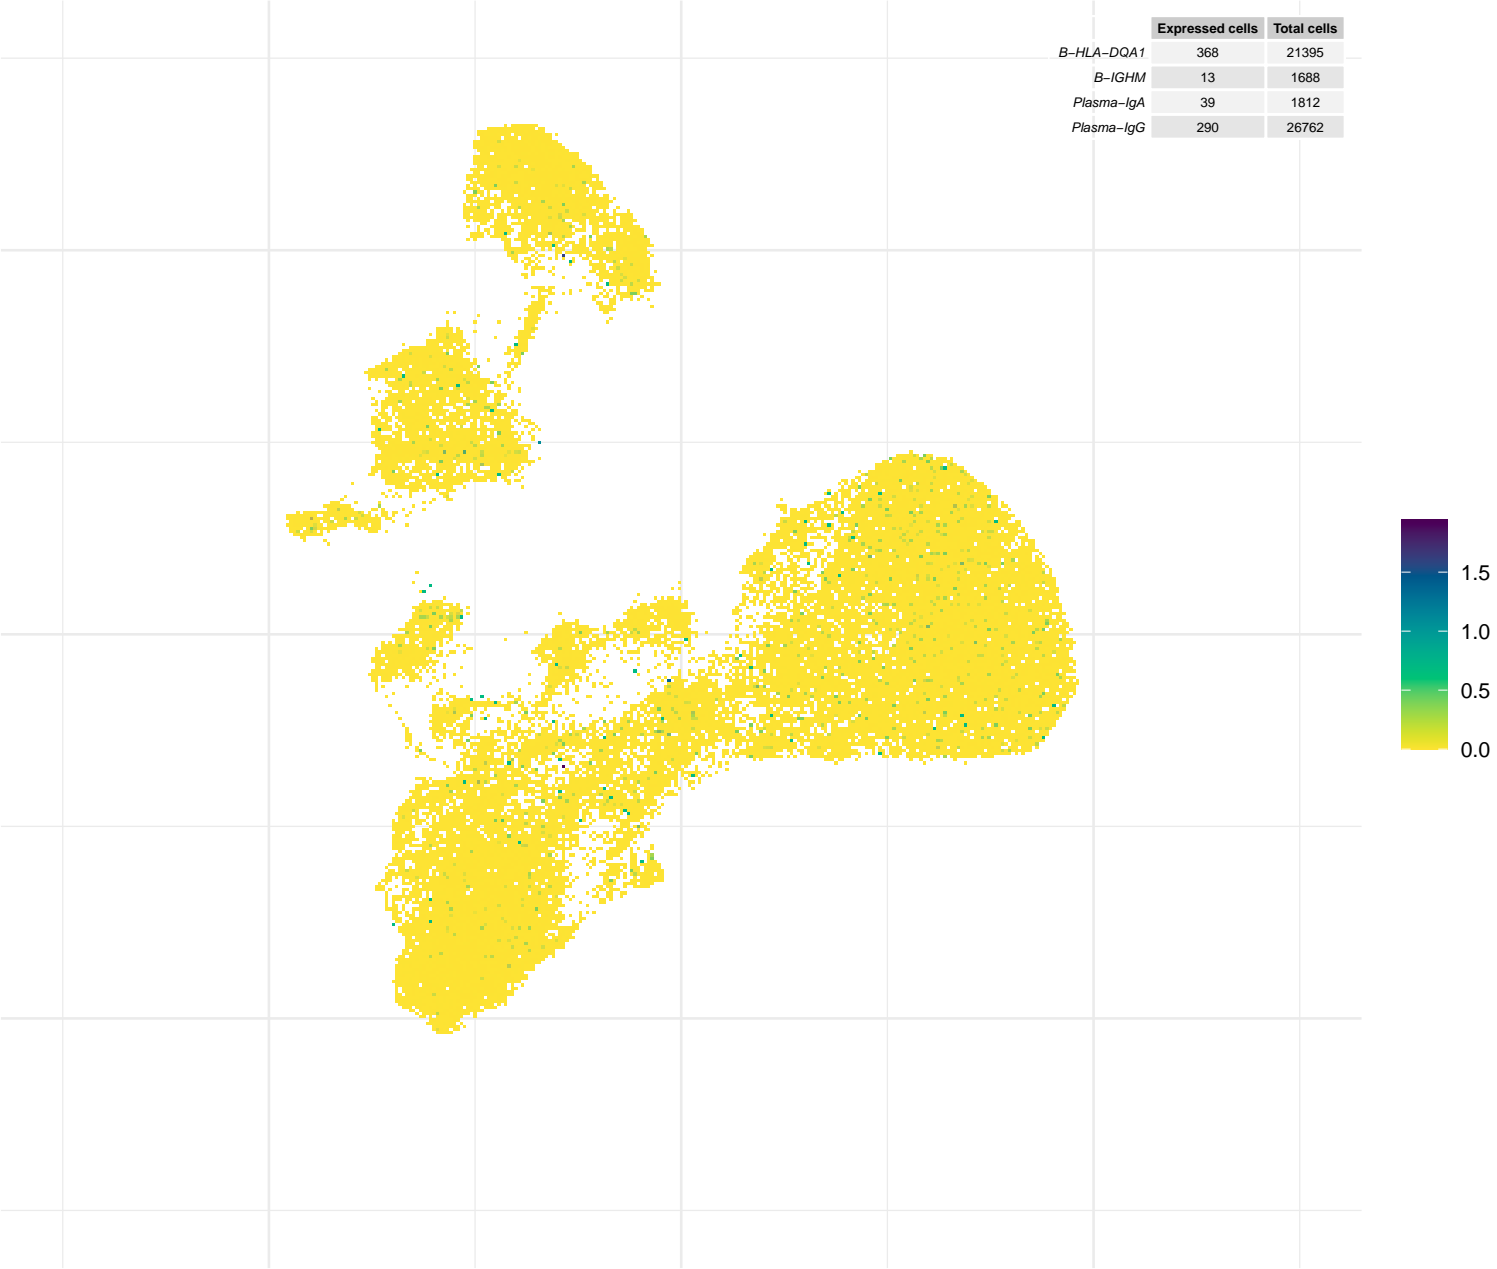 Expressed cells Total cells
B−HLA−DQA1 368 21395
B−IGHM 13 1688
Plasma−IgA 39 1812
Plasma−IgG 290 26762
1.5
1.0
0.5
0.0